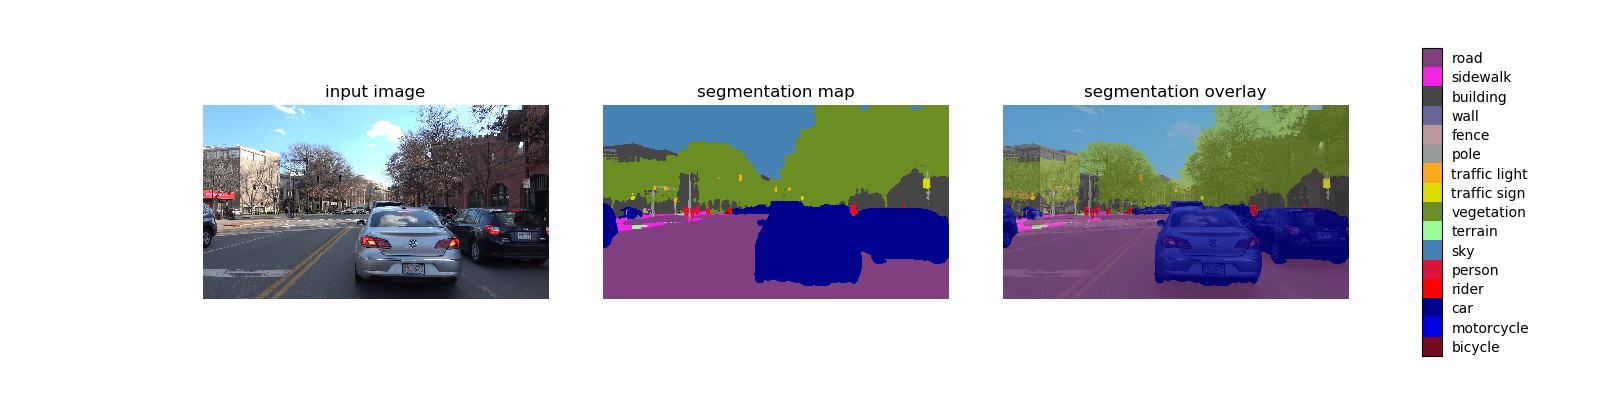 input image
segmentation map
segmentation overlay
road
sidewalk
building
wall
fence
pole
traffic light
traffic sign
vegetation
terrain
sky
person
rider
car
motorcycle
bicycle